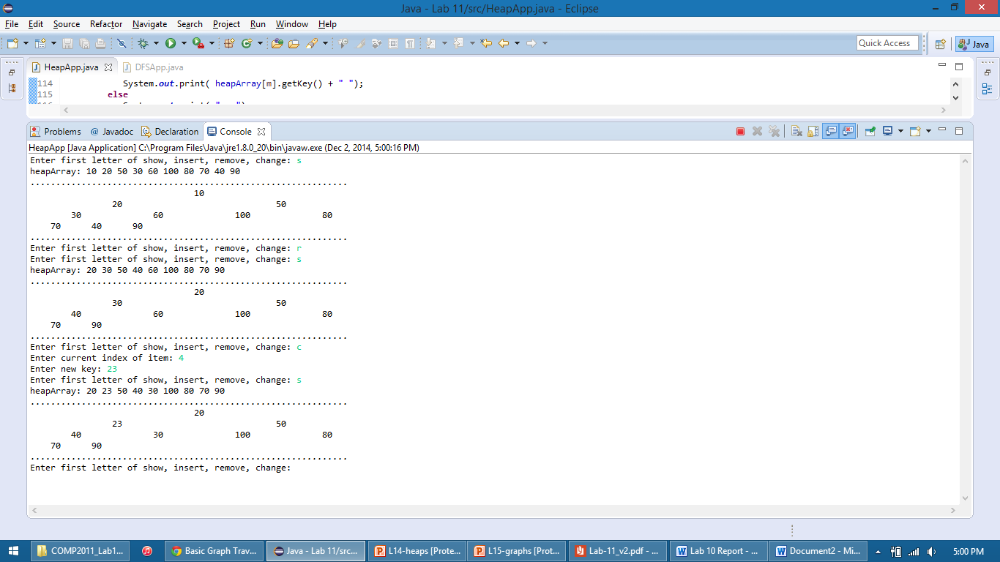 Java - Lab 11/src/HeapApp.java - Eclipse
File Edit Source Refactor Navigate Search Project Run Window Help
Quick Access
Java
HeapApp.java DFSApp.java
114 System.out.print( heapArray[m].getKey() + " ");
115 else
Problems @ Javadoc Declaration Console
HeapApp [Java Application] C:\Program Files\Java\jre1.8.0_20\bin\javaw.exe (Dec 2, 2014, 5:00:16 PM)
Enter first letter of show, insert, remove, change: s
heapArray: 10 20 50 30 60 100 80 70 40 90
..............................................................
10
20 50
30 60 100 80
70 40 90
..............................................................
Enter first letter of show, insert, remove, change: r
Enter first letter of show, insert, remove, change: s
heapArray: 20 30 50 40 60 100 80 70 90
..............................................................
20
30 50
40 60 100 80
70 90
..............................................................
Enter first letter of show, insert, remove, change: c
Enter current index of item: 4
Enter new key: 23
Enter first letter of show, insert, remove, change: s
heapArray: 20 23 50 40 30 100 80 70 90
..............................................................
20
23 50
40 30 100 80
70 90
..............................................................
Enter first letter of show, insert, remove, change:
COMP2011_Lab1... Basic Graph Trav... Java - Lab 11/src... L14-heaps [Prote... L15-graphs [Prot... Lab-11_v2.pdf - ... Lab 10 Report - ... Document2 - Mi... 5:00 PM